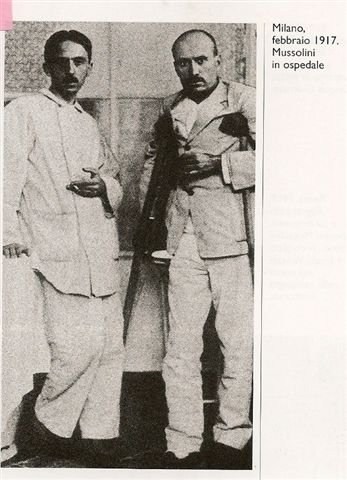 Milano,
febbraio 1917.
Mussolini
in ospedale